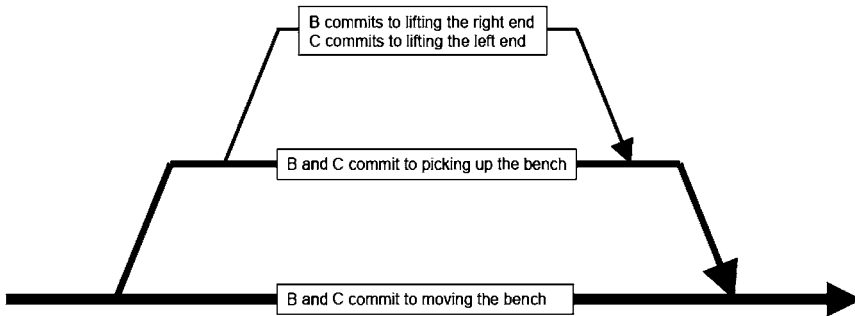 B commits to lifting the right end
C commits to lifting the left end
B and C commit to picking up the bench
B and C commit to moving the bench